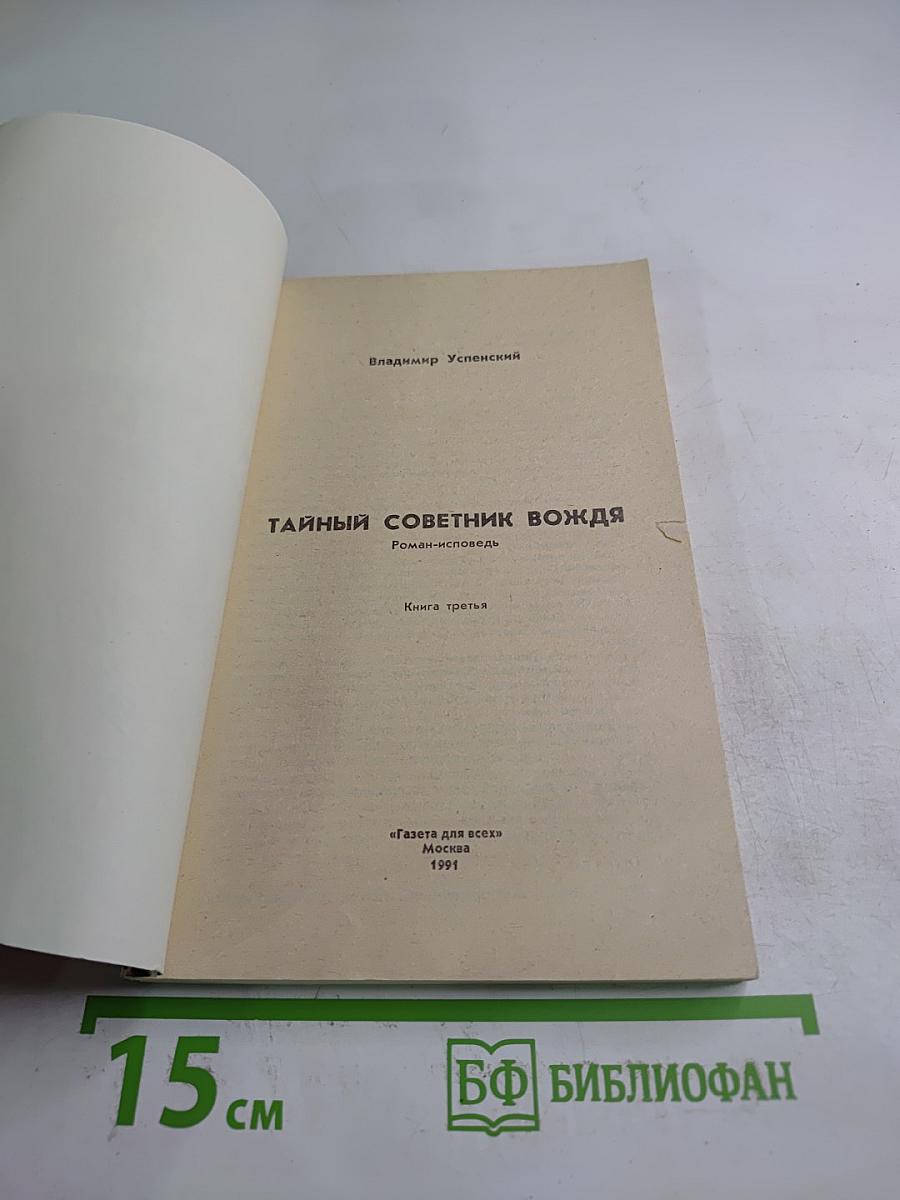 Владимир Успенский
ТАЙНЫЙ СОВЕТНИК ВОЖДЯ
Роман-исповедь
Книга третья
«Газета для всех»
Москва
1991
15 см
БФ БИБЛИОФАН